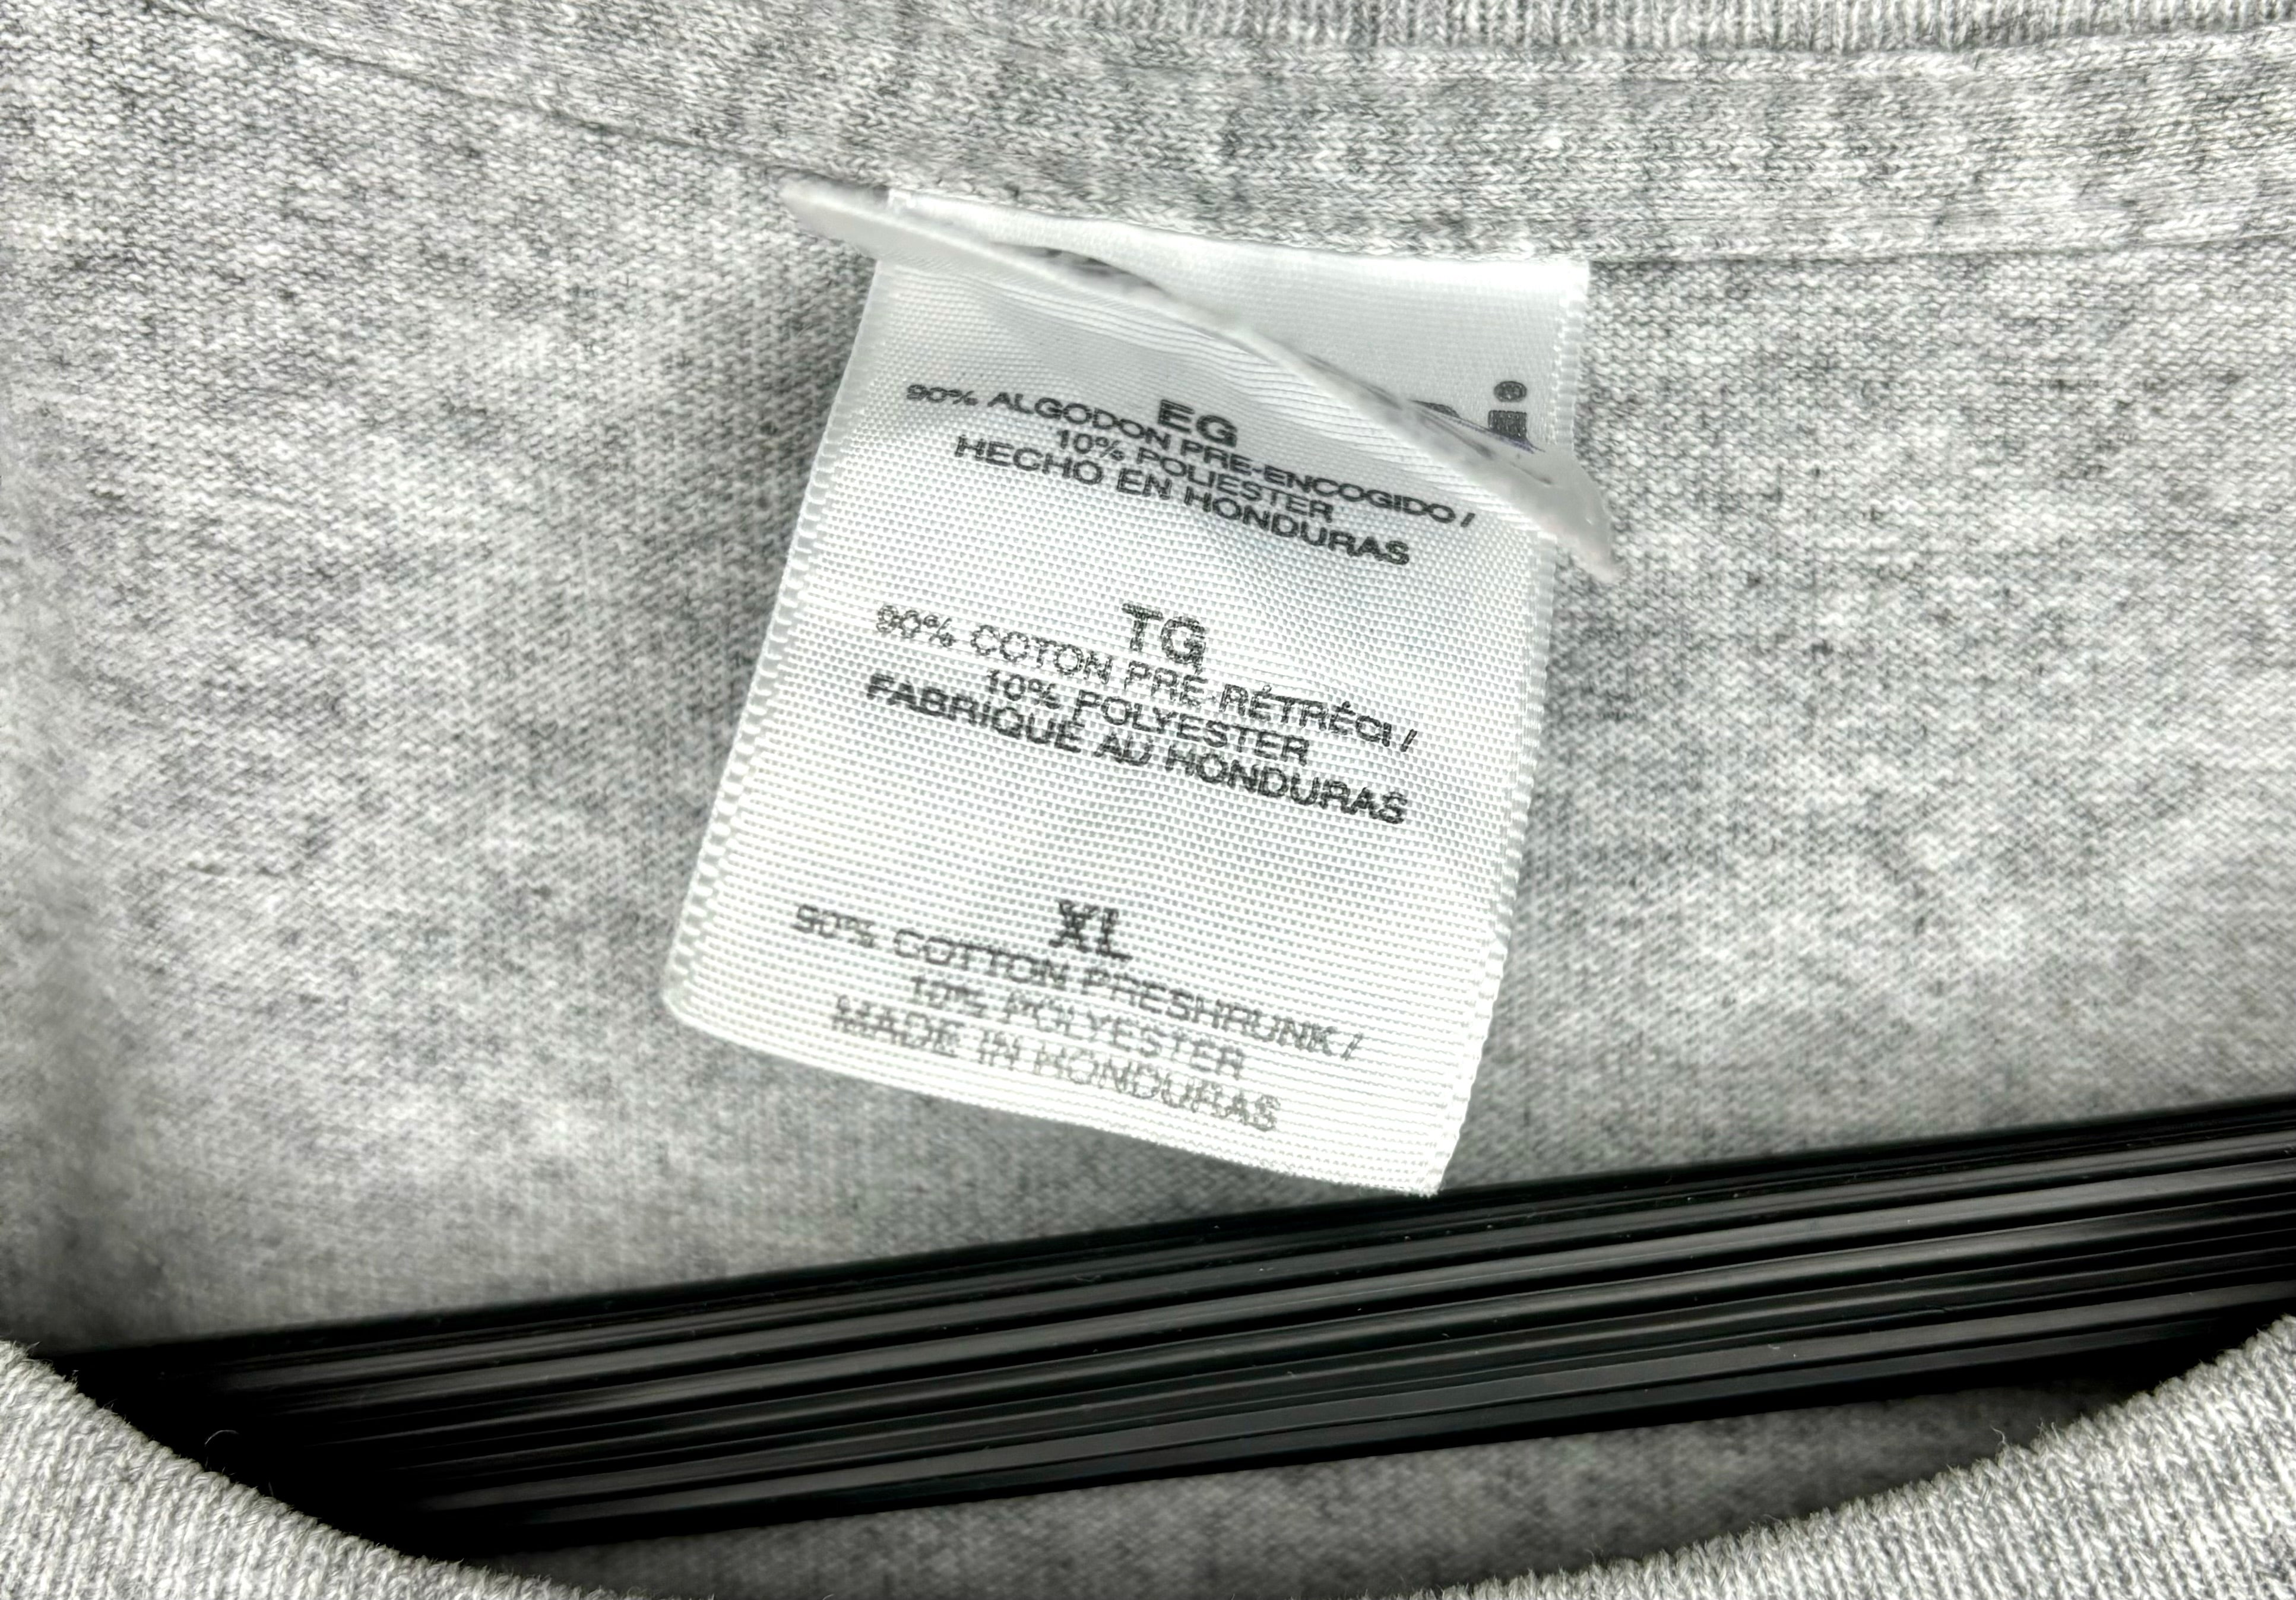 EG
90% ALGODON PRE-ENCOGIDO /
10% POLIESTER
HECHO EN HONDURAS
TG
90% COTON PRÉ-RÉTRÉCI /
10% POLYESTER
FABRIQUÉ AU HONDURAS
XL
90% COTTON PRESHRUNK /
10% POLYESTER
MADE IN HONDURAS